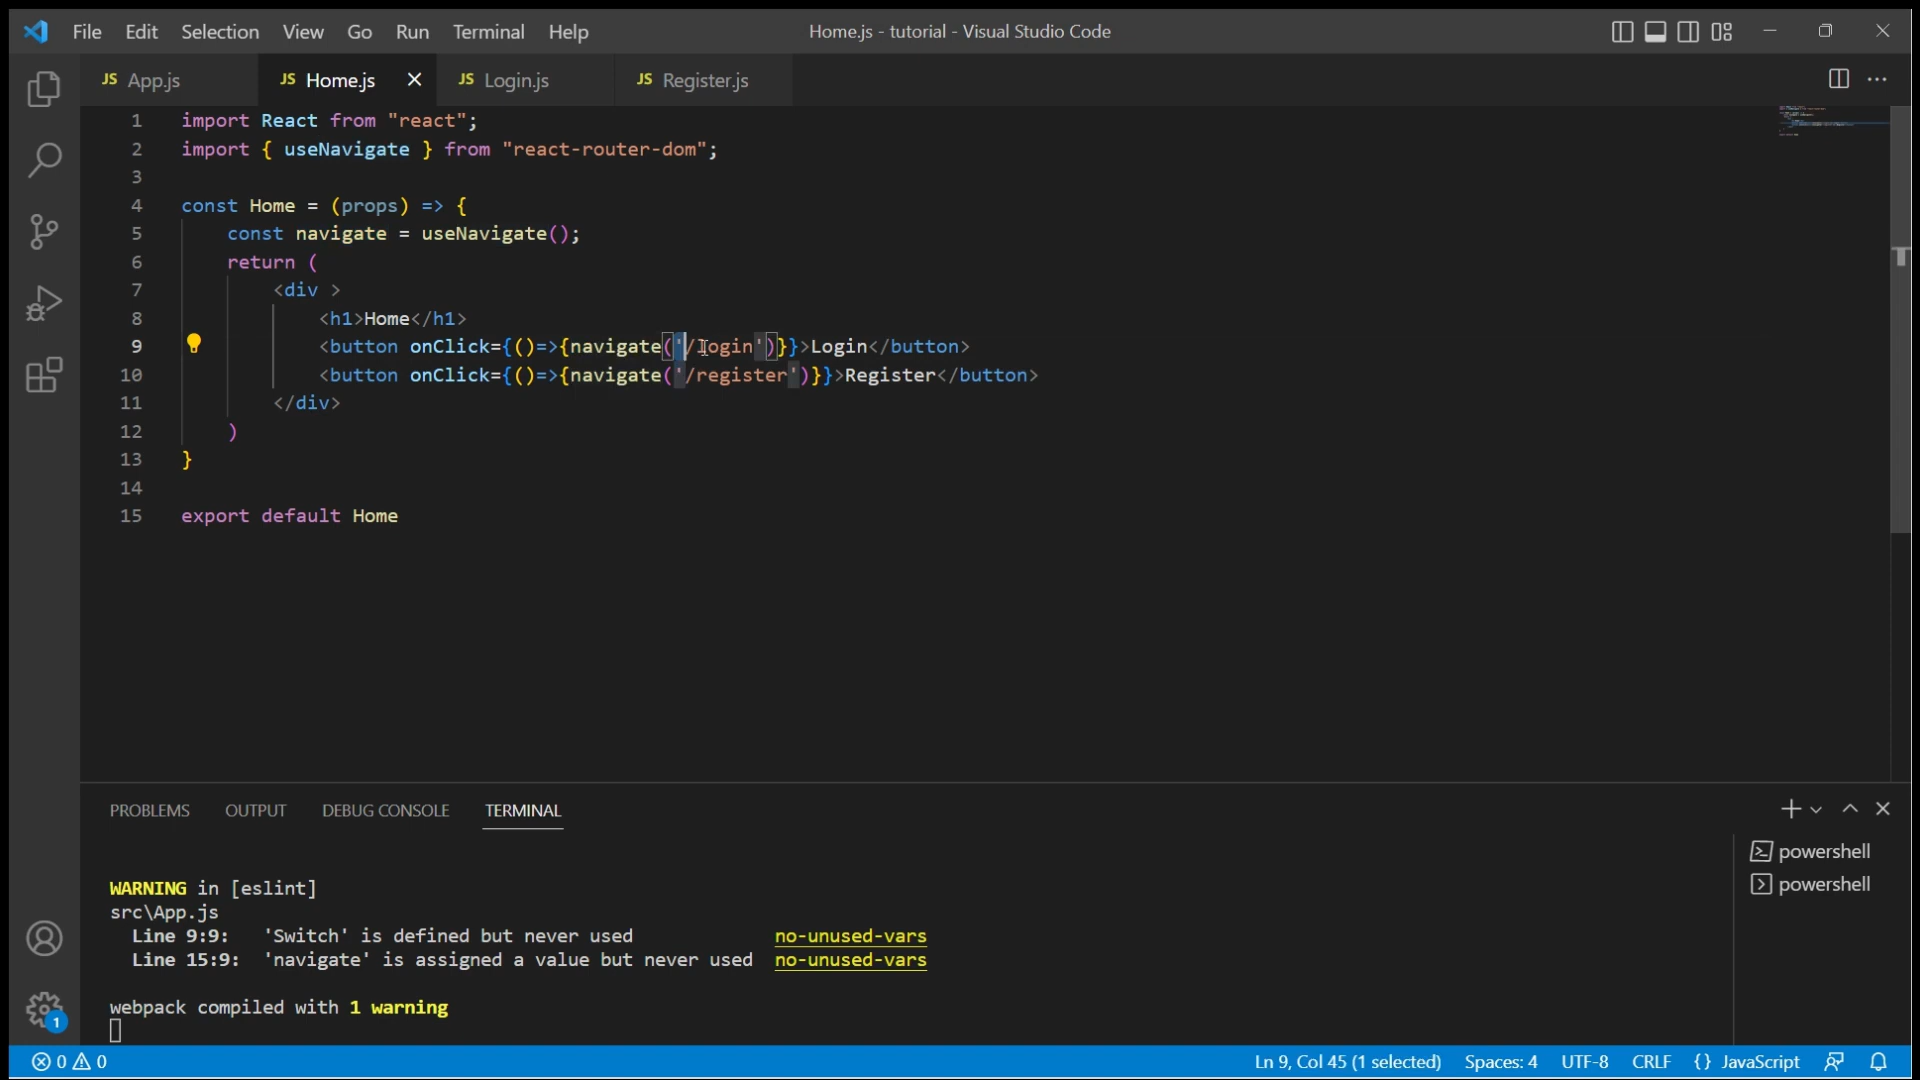 File Edit Selection View Go Run Terminal Help Home.js - tutorial - Visual Studio Code
JS App.js JS Home.js JS Login.js JS Register.js
1 import React from "react";
2 import { useNavigate } from "react-router-dom";
3
4 const Home = (props) => {
5 const navigate = useNavigate();
6 return (
7 <div >
8 <h1>Home</h1>
9 <button onClick={()=>{navigate('/login')}}>Login</button>
10 <button onClick={()=>{navigate('/register')}}>Register</button>
11 </div>
12 )
13 }
14
15 export default Home
PROBLEMS OUTPUT DEBUG CONSOLE TERMINAL
powershell
powershell
WARNING in [eslint]
src\App.js
Line 9:9: 'Switch' is defined but never used no-unused-vars
Line 15:9: 'navigate' is assigned a value but never used no-unused-vars
webpack compiled with 1 warning
1
0 0 Ln 9, Col 45 (1 selected) Spaces: 4 UTF-8 CRLF {} JavaScript